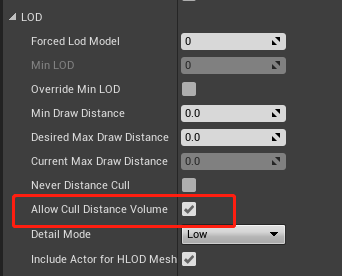 LOD
Forced Lod Model 0
Min LOD 0
Override Min LOD
Min Draw Distance 0.0
Desired Max Draw Distance 0.0
Current Max Draw Distance 0.0
Never Distance Cull
Allow Cull Distance Volume
Detail Mode Low
Include Actor for HLOD Mesh